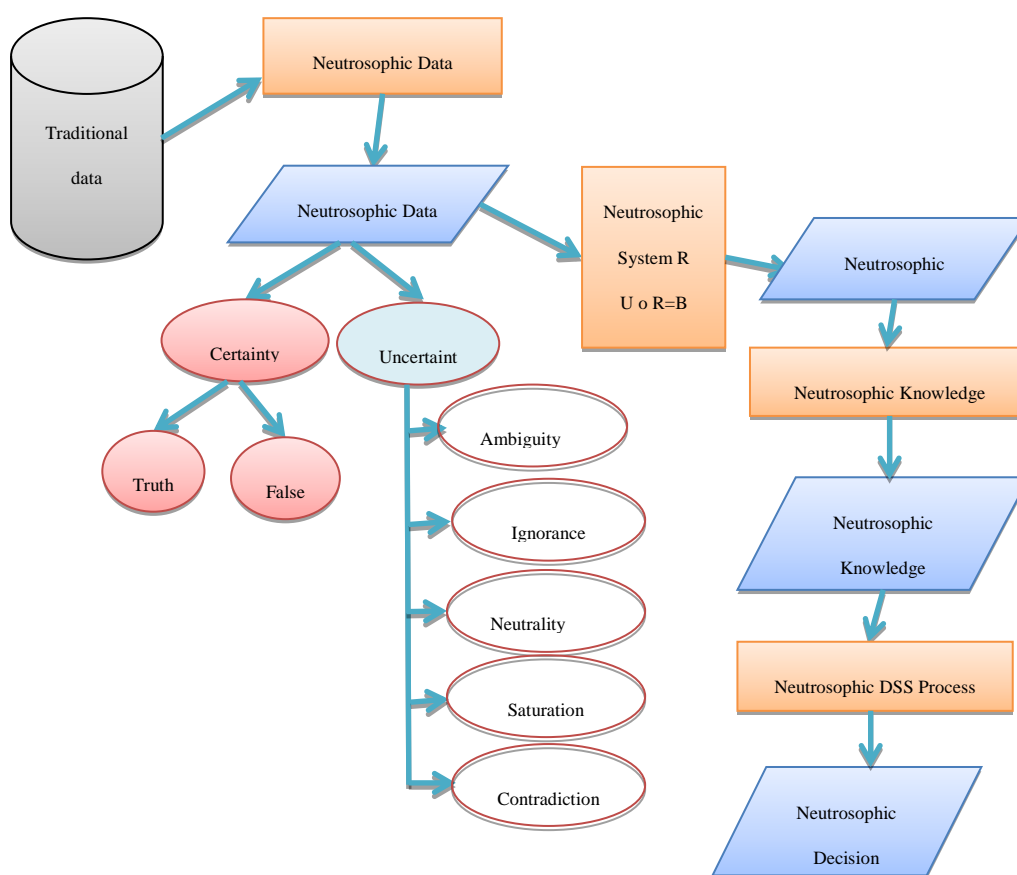 Neutrosophic Data
Traditional
data
Neutrosophic Data
Neutrosophic
System R
U o R=B
Neutrosophic
Certainty
Uncertaint
Truth
False
Ambiguity
Ignorance
Neutrality
Saturation
Contradiction
Neutrosophic Knowledge
Neutrosophic
Knowledge
Neutrosophic DSS Process
Neutrosophic
Decision